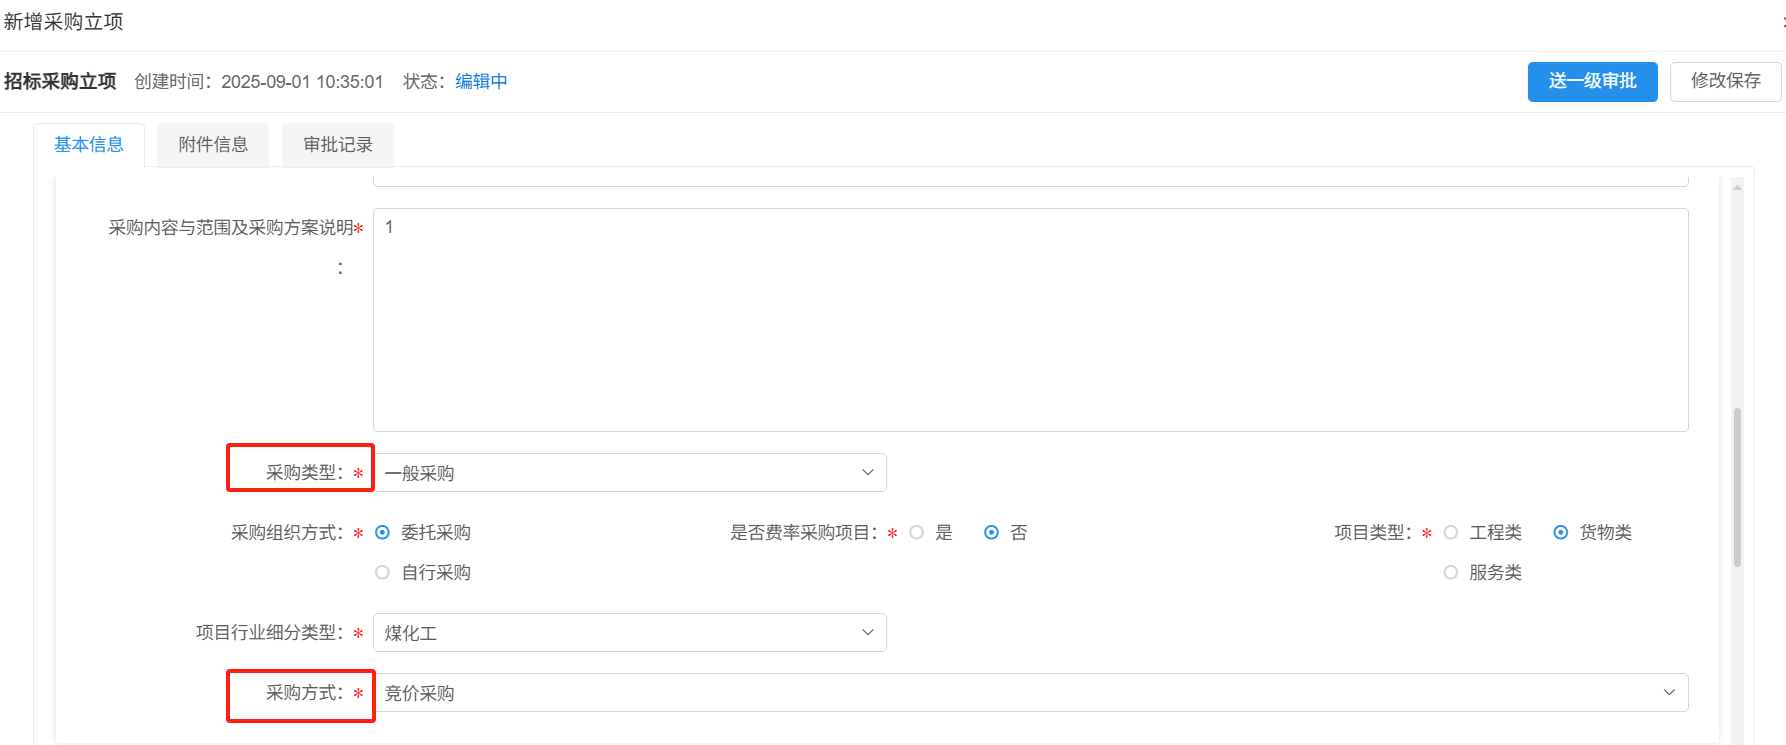 新增采购立项
招标采购立项 创建时间：2025-09-01 10:35:01 状态：编辑中 送一级审批 修改保存
基本信息 附件信息 审批记录
采购内容与范围及采购方案说明* 1
：
采购类型：* 一般采购
采购组织方式：* 委托采购 是否费率采购项目：* 是 否 项目类型：* 工程类 货物类
自行采购 服务类
项目行业细分类型：* 煤化工
采购方式：* 竞价采购